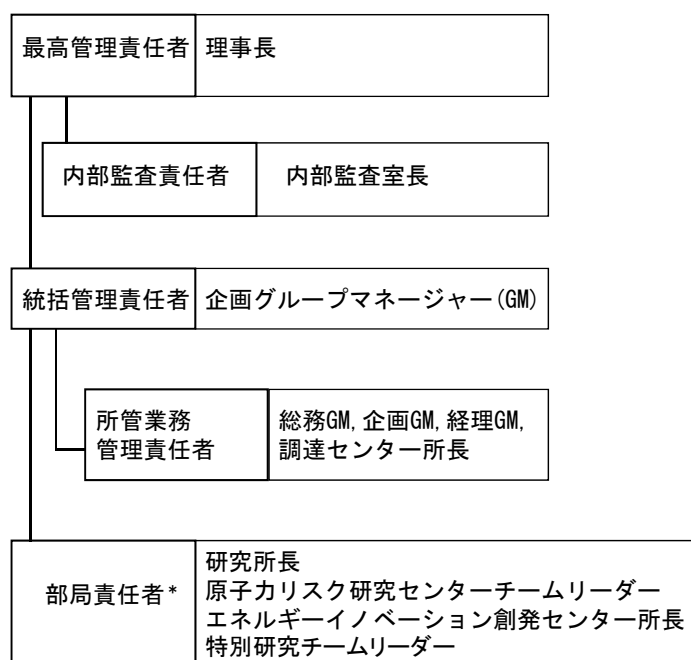 最高管理責任者 理事長
内部監査責任者 内部監査室長
統括管理責任者 企画グループマネージャー(GM)
所管業務
管理責任者
総務GM, 企画GM, 経理GM,
調達センター所長
部局責任者*
研究所長
原子力リスク研究センターチームリーダー
エネルギーイノベーション創発センター所長
特別研究チームリーダー